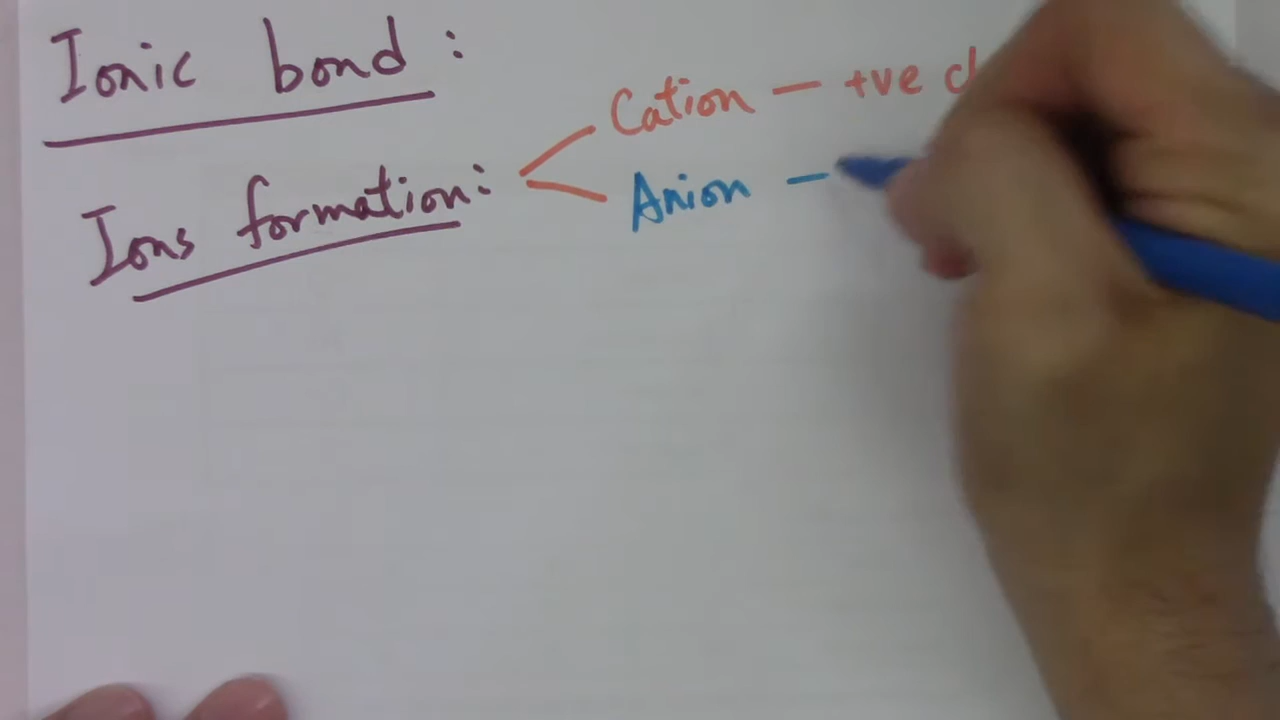 Ionic bond :
Cation — +ve
Ions formation:
Anion —